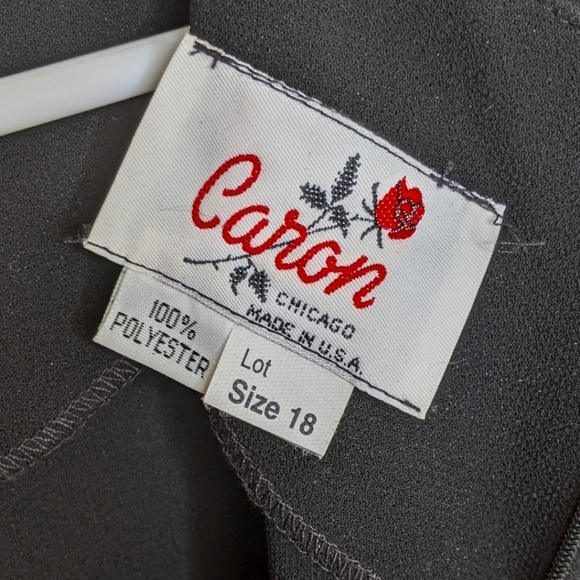 Caron
CHICAGO
MADE IN U.S.A.
100%
POLYESTER
Lot
Size 18